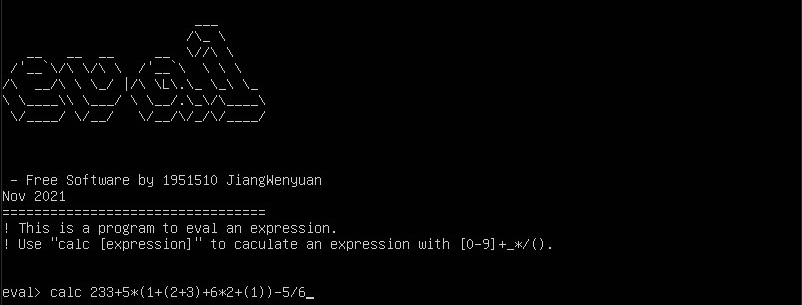 eval
- Free Software by 1951510 JiangWenyuan
Nov 2021
=================================
! This is a program to eval an expression.
! Use "calc [expression]" to caculate an expression with [0-9]+_*/().
eval> calc 233+5*(1+(2+3)+6*2+(1))-5/6_